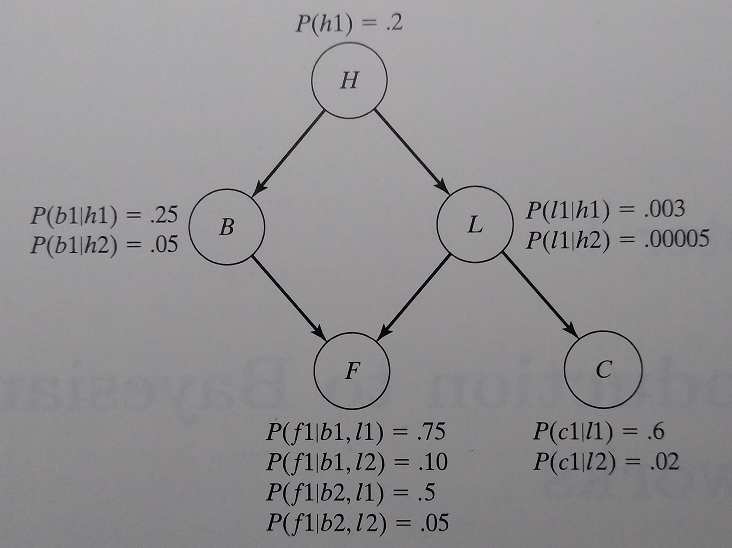 P(h1) = .2
H
P(b1|h1) = .25
P(b1|h2) = .05
B
L
P(l1|h1) = .003
P(l1|h2) = .00005
F
C
P(f1|b1, l1) = .75
P(f1|b1, l2) = .10
P(f1|b2, l1) = .5
P(f1|b2, l2) = .05
P(c1|l1) = .6
P(c1|l2) = .02